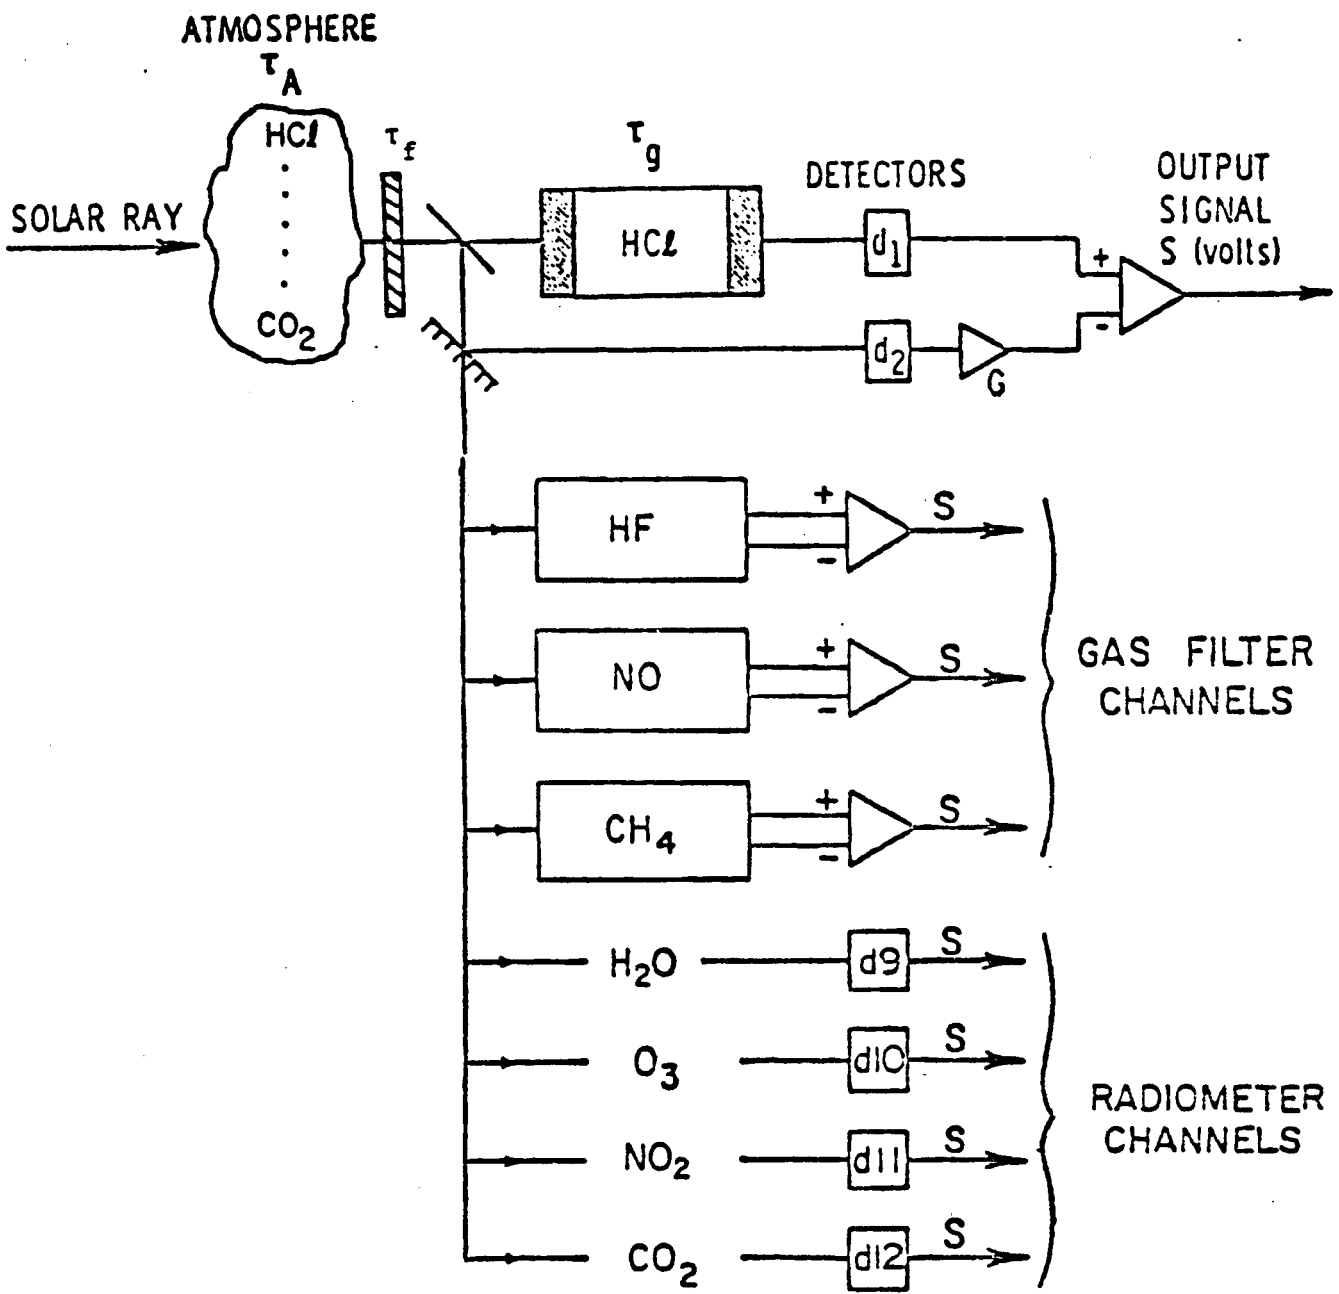 ATMOSPHERE
τA
HCl
CO2
SOLAR RAY
τf
τg
HCl
DETECTORS
d1
d2
G
+
-
OUTPUT
SIGNAL
S (volts)
HF
+
-
S
NO
+
-
S
CH4
+
-
S
GAS FILTER
CHANNELS
H2O
d9
S
O3
d10
S
NO2
d11
S
CO2
d12
S
RADIOMETER
CHANNELS